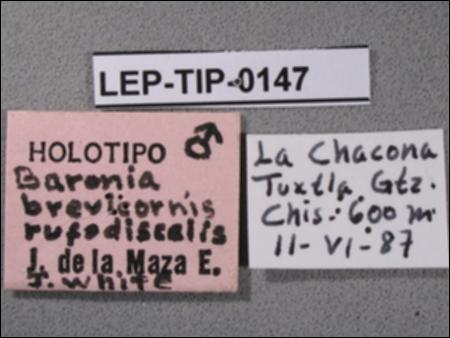 LEP-TIP-0147
HOLOTIPO ♂
Baronia
brevicornis
rufodiscalis
J. de la Maza E.
J. White
La Chacona
Tuxtla Gtz.
Chis. 600 m
11-VI-87